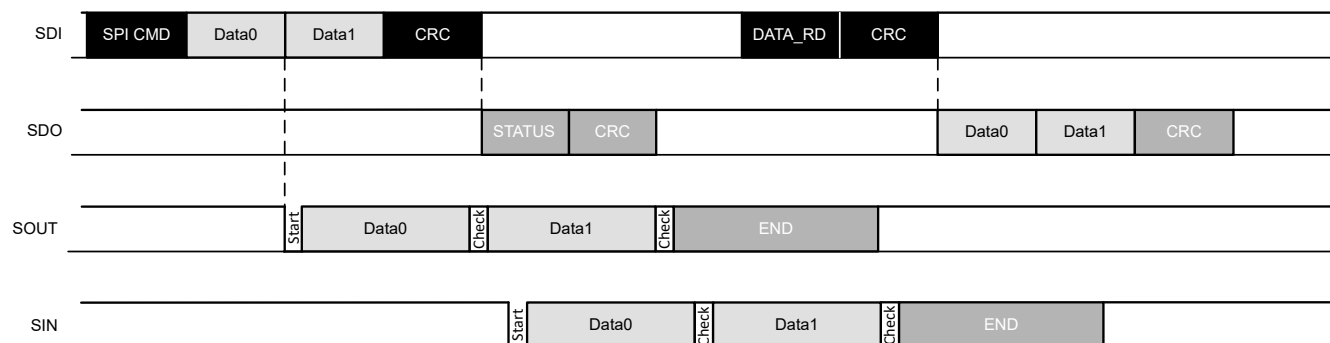 SDI SPI CMD Data0 Data1 CRC DATA_RD CRC
SDO STATUS CRC Data0 Data1 CRC
SOUT Start Data0 Check Data1 Check END
SIN Start Data0 Check Data1 Check END